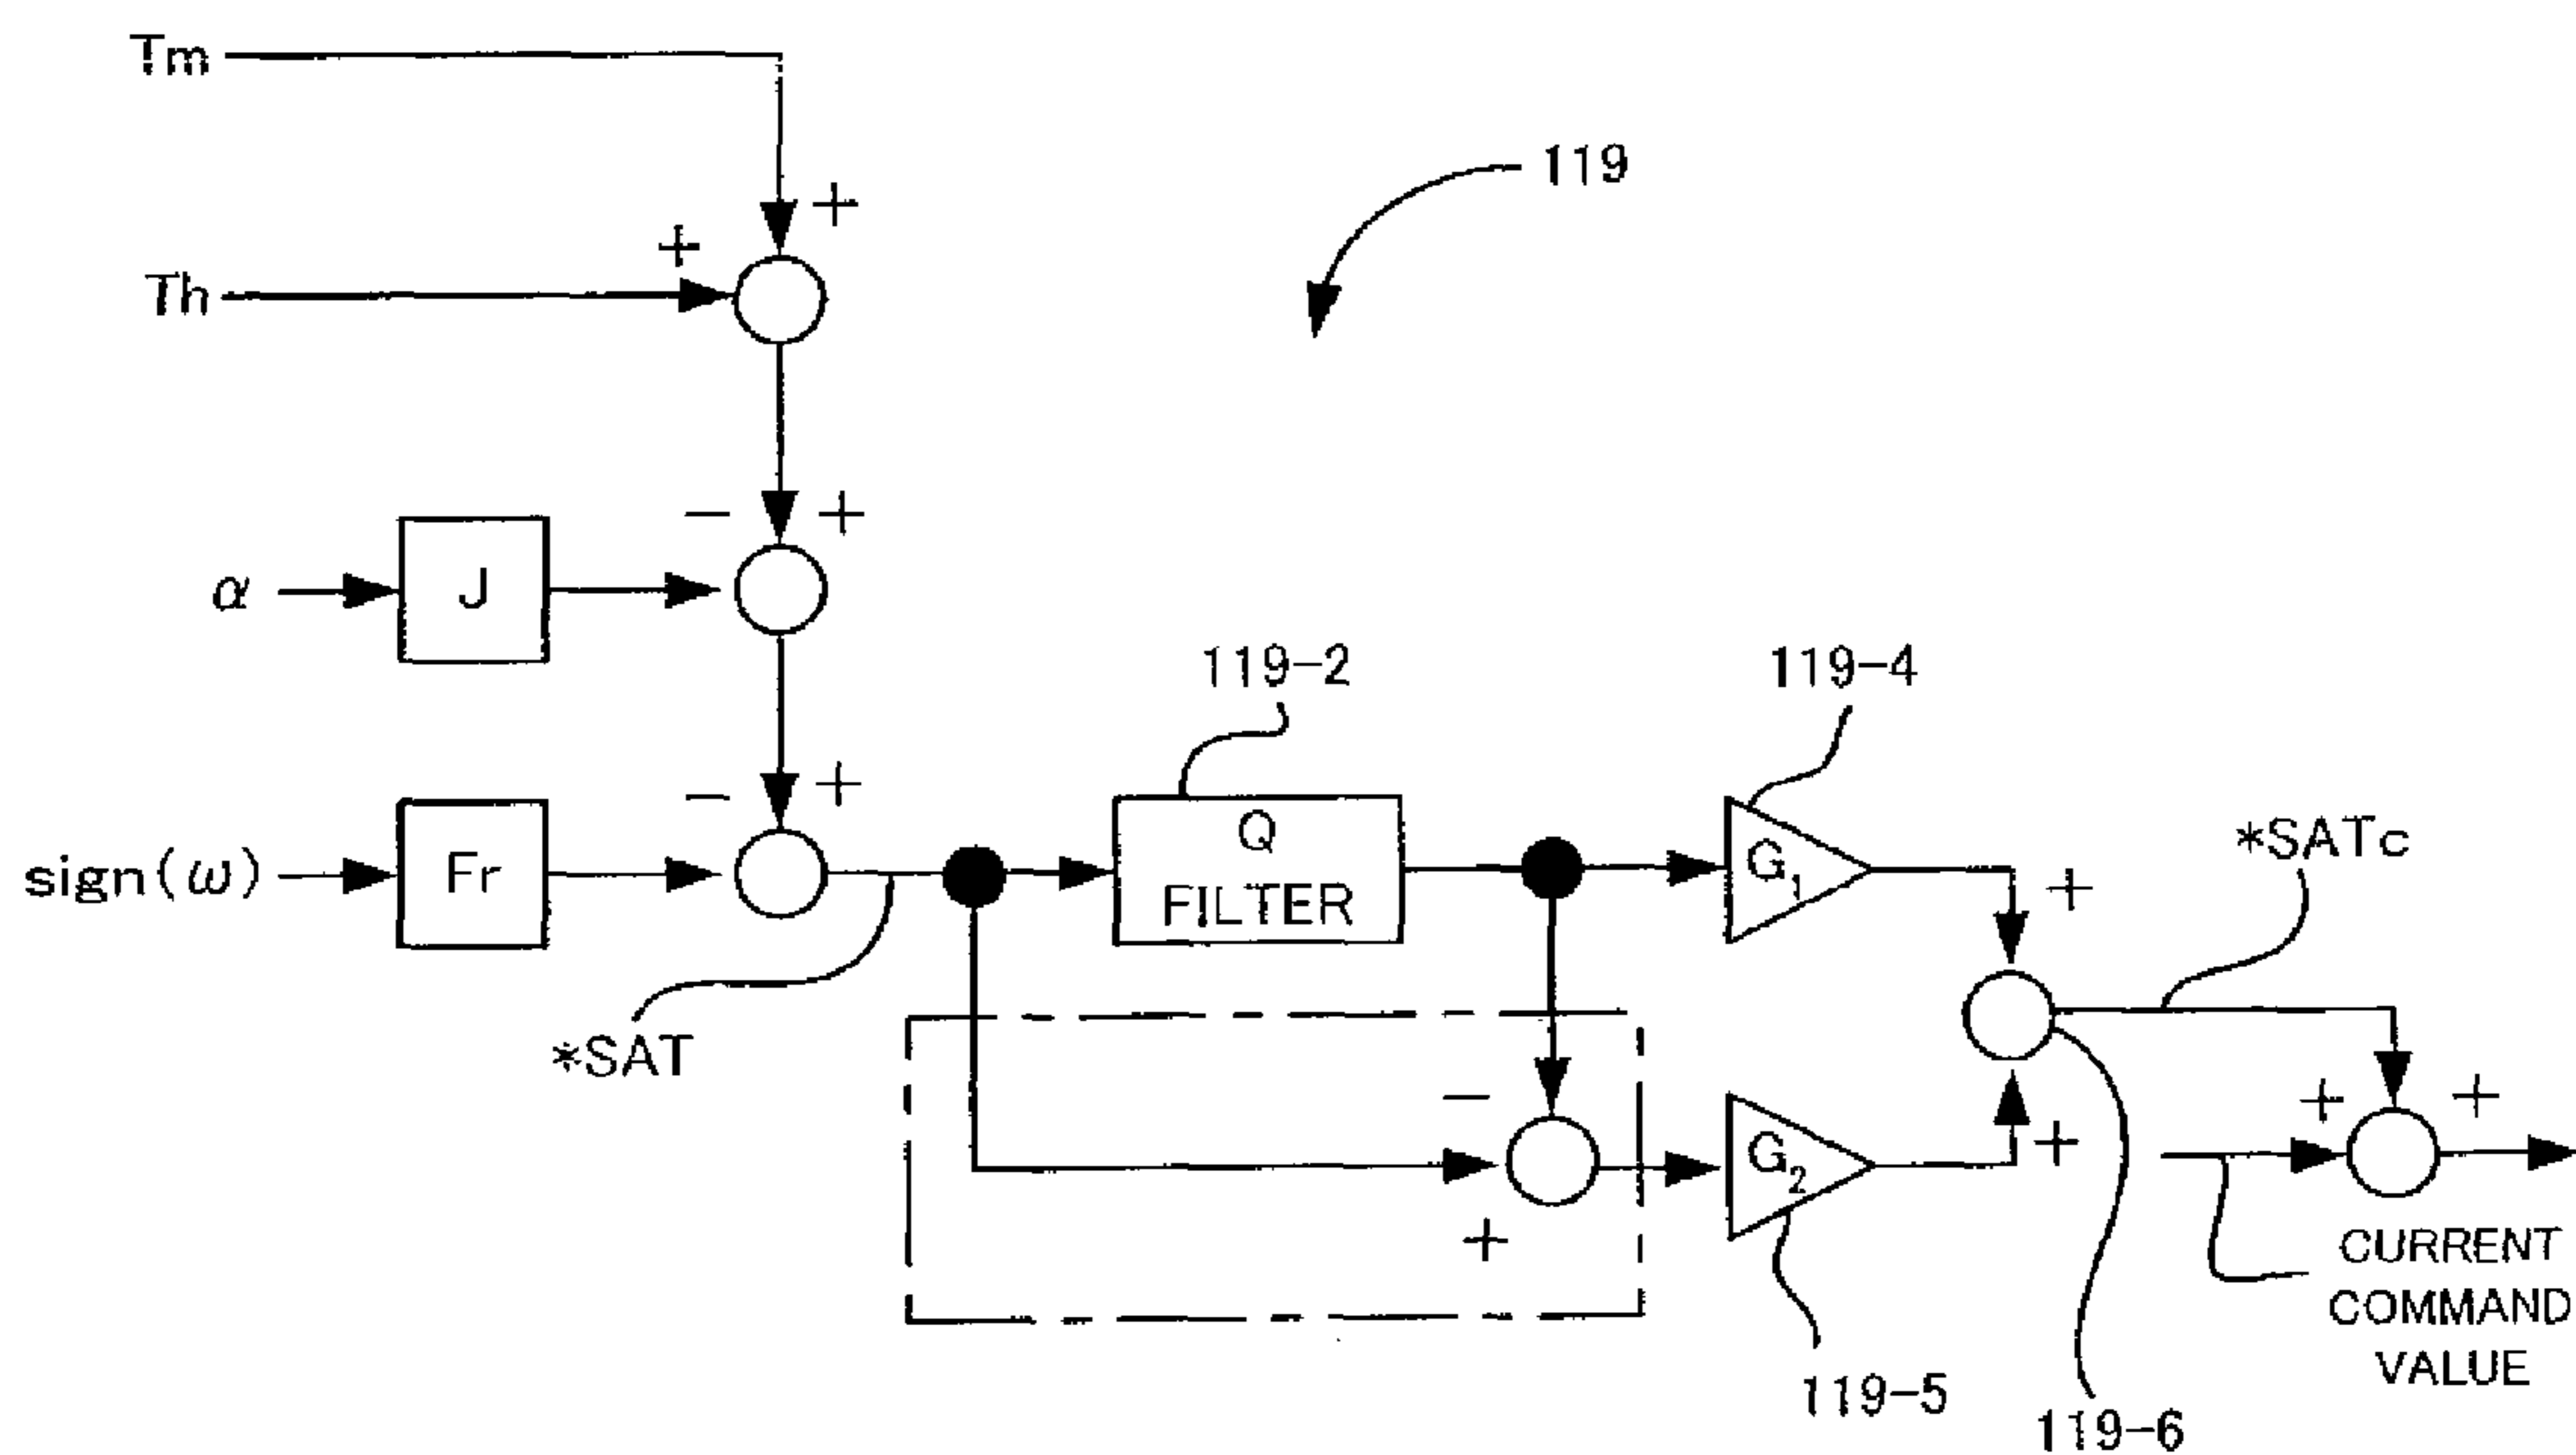 Tm
+
119
Th
+
-
+
α
J
119-2
119-4
-
+
sign(ω)
Fr
Q
FILTER
G₁
+
*SATc
*SAT
-
+
+
+
G₂
+
CURRENT
COMMAND
VALUE
119-5
119-6